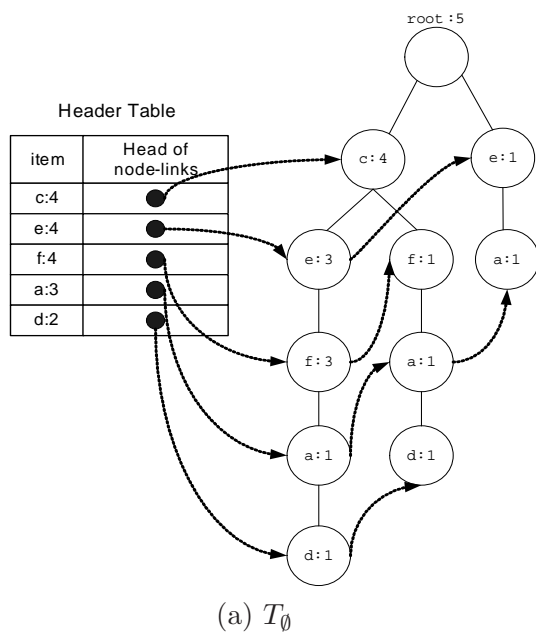 root:5
Header Table
item
Head of
node-links
c:4
e:4
f:4
a:3
d:2
c:4
e:1
e:3
f:1
a:1
f:3
a:1
a:1
d:1
d:1
(a) T∅